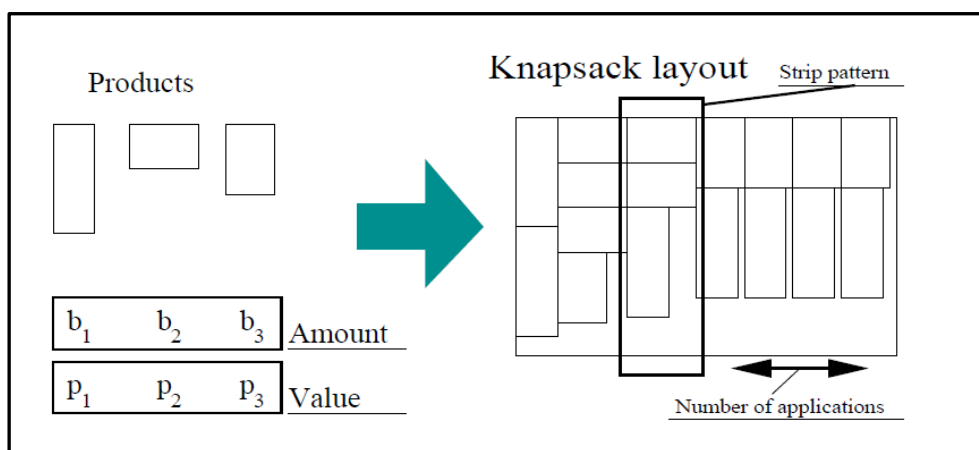 Products
Knapsack layout
Strip pattern
b1 b2 b3 Amount
p1 p2 p3 Value
Number of applications